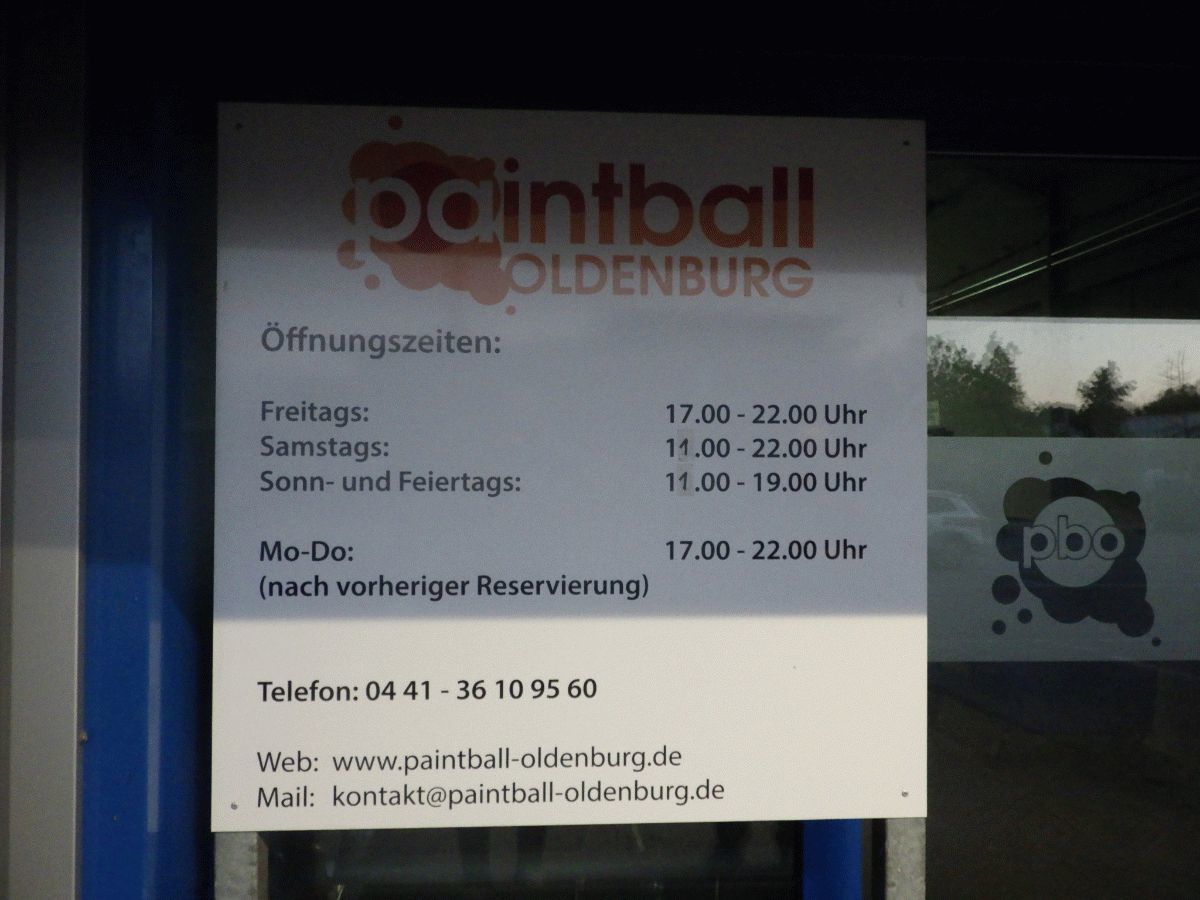 paintball
OLDENBURG
Öffnungszeiten:
Freitags: 17.00 - 22.00 Uhr
Samstags: 11.00 - 22.00 Uhr
Sonn- und Feiertags: 11.00 - 19.00 Uhr
Mo-Do: 17.00 - 22.00 Uhr
(nach vorheriger Reservierung)
Telefon: 04 41 - 36 10 95 60
Web: www.paintball-oldenburg.de
Mail: kontakt@paintball-oldenburg.de
pbo